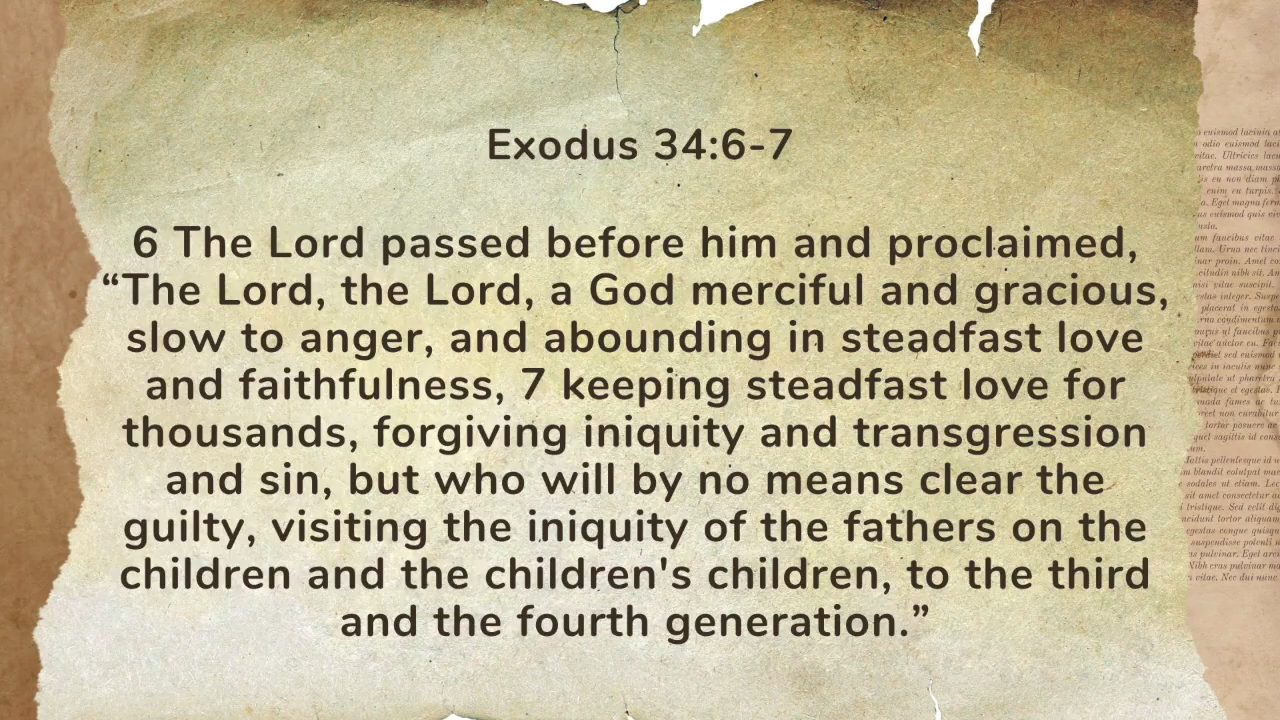 Exodus 34:6-7
6 The Lord passed before him and proclaimed,
“The Lord, the Lord, a God merciful and gracious,
slow to anger, and abounding in steadfast love
and faithfulness, 7 keeping steadfast love for
thousands, forgiving iniquity and transgression
and sin, but who will by no means clear the
guilty, visiting the iniquity of the fathers on the
children and the children's children, to the third
and the fourth generation.”